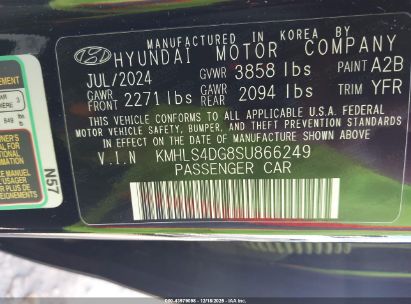 MANUFACTURED IN KOREA BY
HYUNDAI MOTOR COMPANY
JUL/2024 GVWR 3858 lbs PAINT A2B
GAWR FRONT 2271 lbs GAWR REAR 2094 lbs TRIM YFR
THIS VEHICLE CONFORMS TO ALL APPLICABLE U.S.A. FEDERAL
MOTOR VEHICLE SAFETY, BUMPER, AND THEFT PREVENTION
STANDARDS IN EFFECT ON THE DATE OF MANUFACTURE SHOWN ABOVE.
V.I.N KMHLS4DG8SU866249
PASSENGER CAR
N57